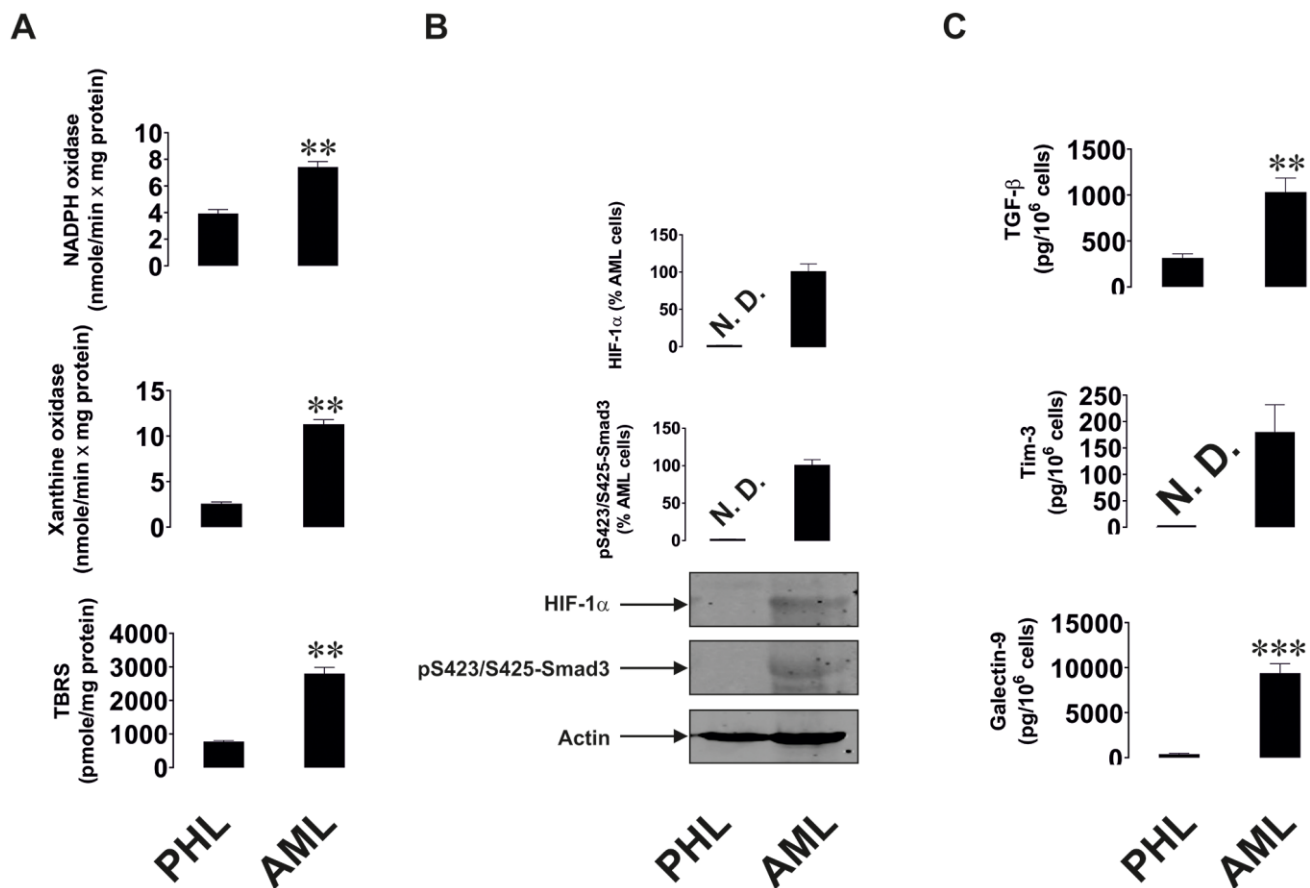 A
NADPH oxidase
(nmole/min x mg protein)
10
8
6
4
2
0
**
Xanthine oxidase
(nmole/min x mg protein)
15
10
5
0
**
TBRS
(pmole/mg protein)
4000
3000
2000
1000
0
**
PHL
AML
B
HIF-1α (% AML cells)
150
100
50
0
N. D.
pS423/S425-Smad3
(% AML cells)
150
100
50
0
N. D.
HIF-1α
pS423/S425-Smad3
Actin
PHL
AML
C
TGF-β
(pg/10⁶ cells)
1500
1000
500
0
**
Tim-3
(pg/10⁶ cells)
250
200
150
100
50
0
N. D.
Galectin-9
(pg/10⁶ cells)
15000
10000
5000
0
***
PHL
AML